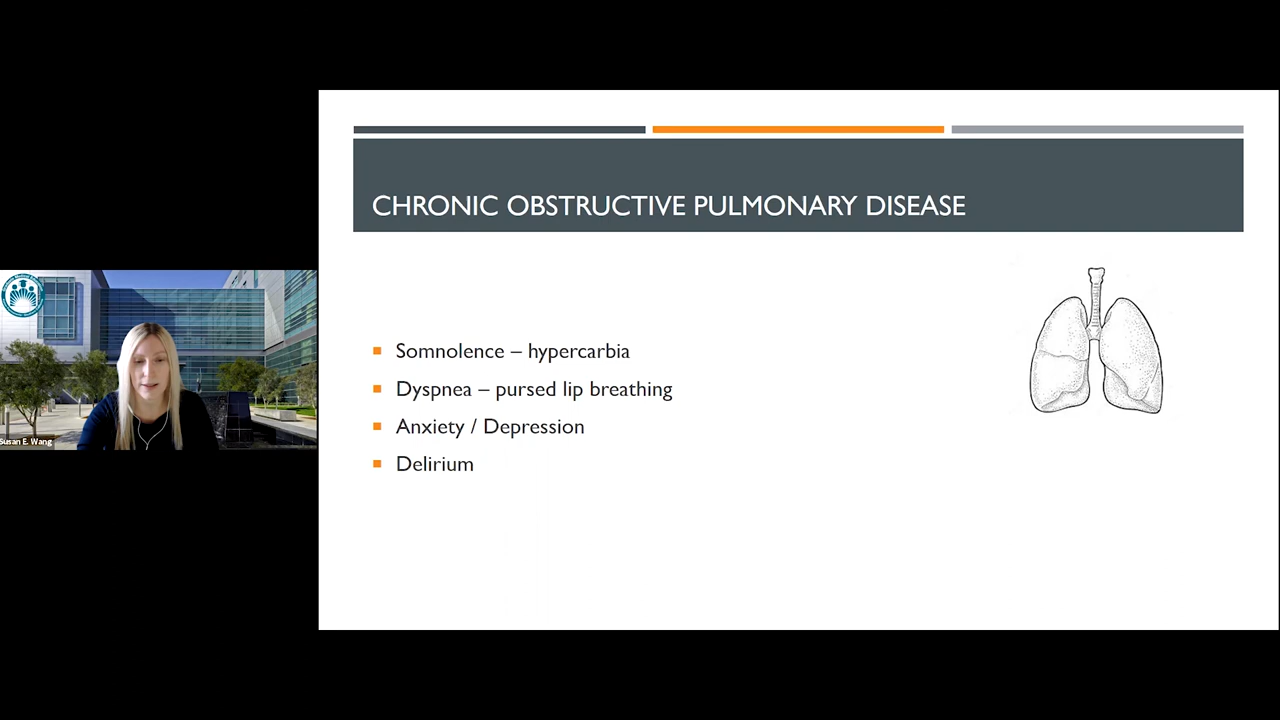 CHRONIC OBSTRUCTIVE PULMONARY DISEASE
Somnolence – hypercarbia
Dyspnea – pursed lip breathing
Anxiety / Depression
Delirium
Susan E. Wang